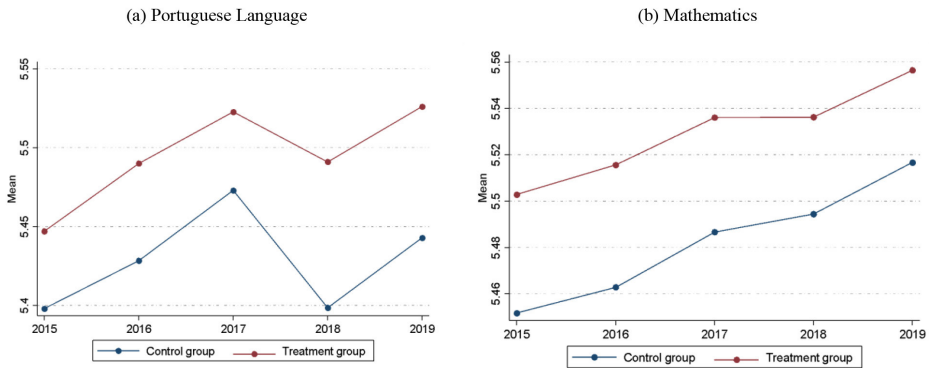 (a) Portuguese Language
5.55
5.5
5.45
5.4
Mean
2015 2016 2017 2018 2019
Control group Treatment group
(b) Mathematics
5.56
5.54
5.52
5.5
5.48
5.46
Mean
2015 2016 2017 2018 2019
Control group Treatment group